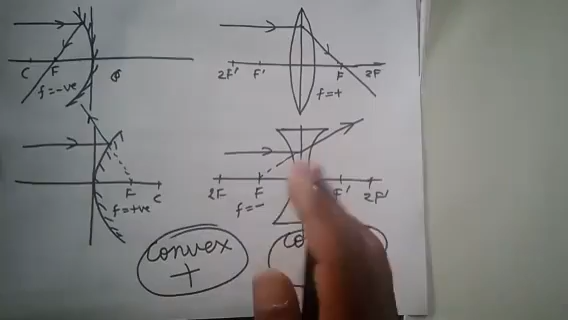 C F f=-ve
2F' F' F 2F
f=+
F C
f=+ve
2F F F' 2F'
f=-
convex
+